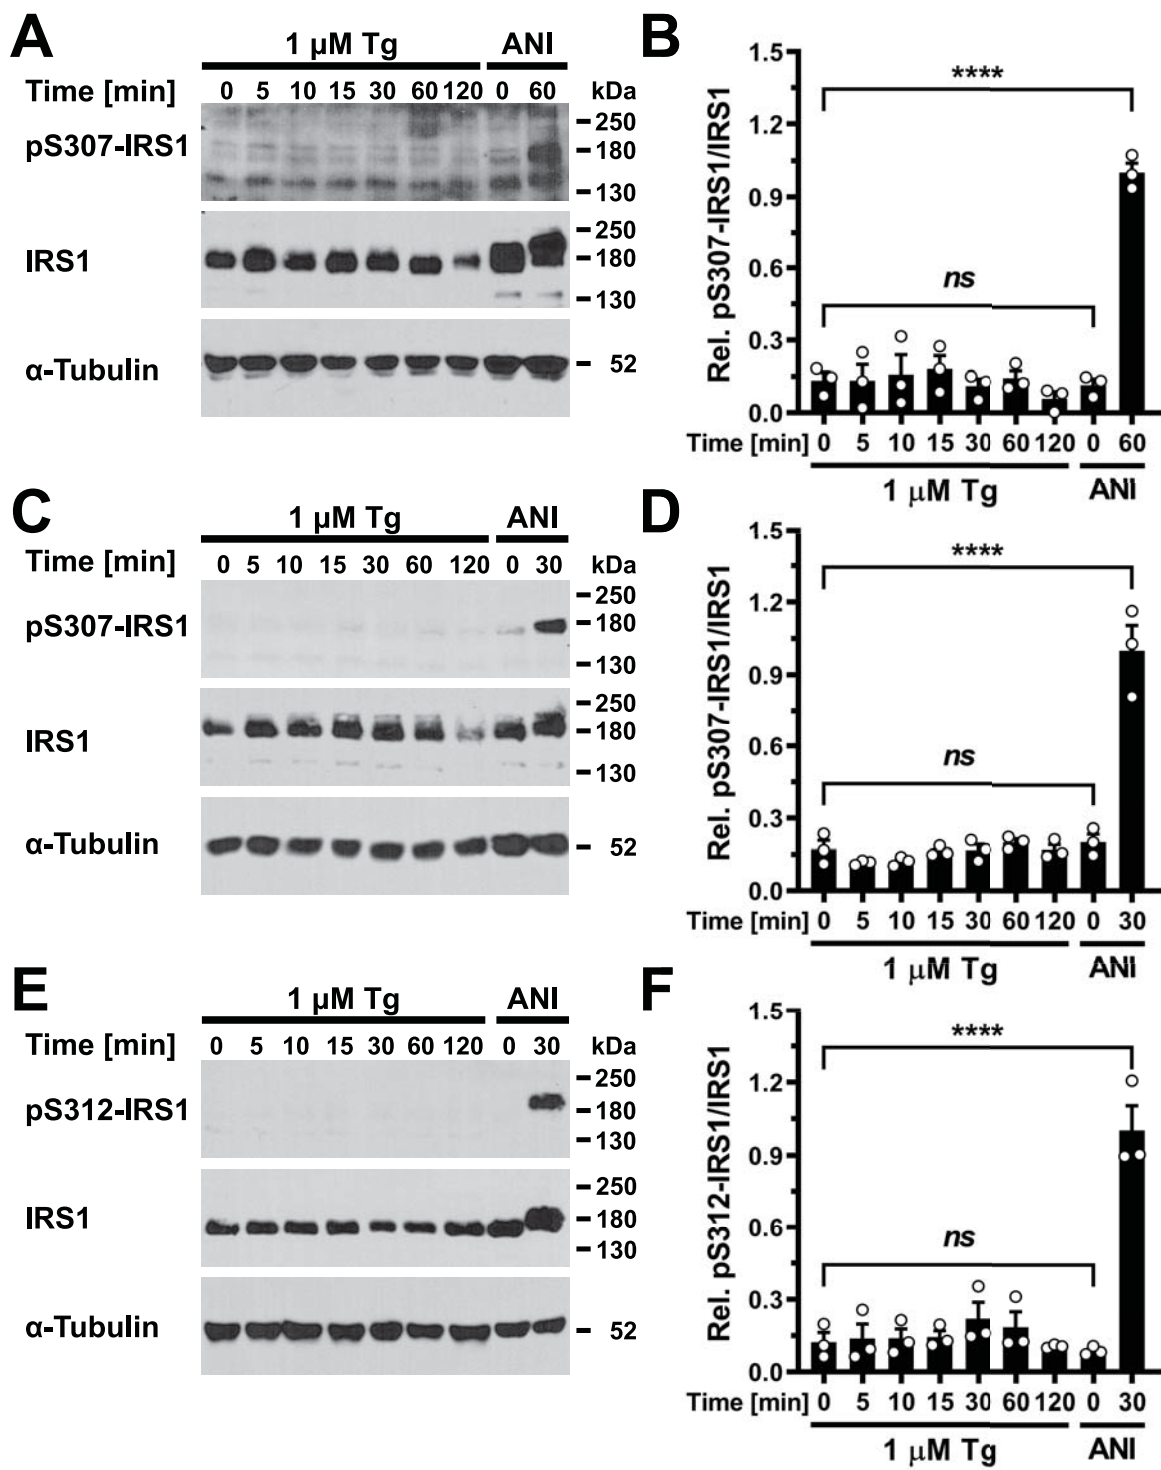 A
1 µM Tg ANI
Time [min] 0 5 10 15 30 60 120 0 60 kDa
pS307-IRS1
250
180
130
IRS1
250
180
130
α-Tubulin
52
B
Rel. pS307-IRS1/IRS1
1.5
1.2
0.9
0.6
0.3
0.0
****
ns
Time [min] 0 5 10 15 30 60 120 0 60
1 µM Tg ANI
C
1 µM Tg ANI
Time [min] 0 5 10 15 30 60 120 0 30 kDa
pS307-IRS1
250
180
130
IRS1
250
180
130
α-Tubulin
52
D
Rel. pS307-IRS1/IRS1
1.5
1.2
0.9
0.6
0.3
0.0
****
ns
Time [min] 0 5 10 15 30 60 120 0 30
1 µM Tg ANI
E
1 µM Tg ANI
Time [min] 0 5 10 15 30 60 120 0 30 kDa
pS312-IRS1
250
180
130
IRS1
250
180
130
α-Tubulin
52
F
Rel. pS312-IRS1/IRS1
1.5
1.2
0.9
0.6
0.3
0.0
****
ns
Time [min] 0 5 10 15 30 60 120 0 30
1 µM Tg ANI